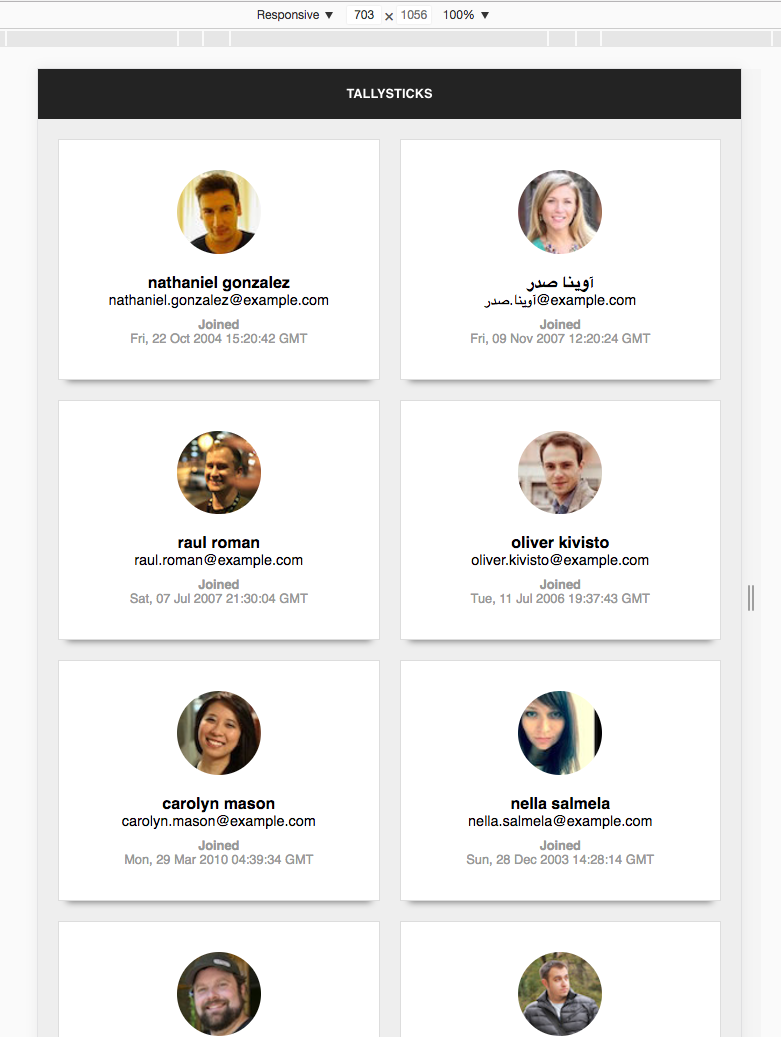 Responsive ▼ 703 × 1056 100% ▼
TALLYSTICKS
nathaniel gonzalez
nathaniel.gonzalez@example.com
Joined
Fri, 22 Oct 2004 15:20:42 GMT
آوینا صدر
آوینا.صدر@example.com
Joined
Fri, 09 Nov 2007 12:20:24 GMT
raul roman
raul.roman@example.com
Joined
Sat, 07 Jul 2007 21:30:04 GMT
oliver kivisto
oliver.kivisto@example.com
Joined
Tue, 11 Jul 2006 19:37:43 GMT
carolyn mason
carolyn.mason@example.com
Joined
Mon, 29 Mar 2010 04:39:34 GMT
nella salmela
nella.salmela@example.com
Joined
Sun, 28 Dec 2003 14:28:14 GMT